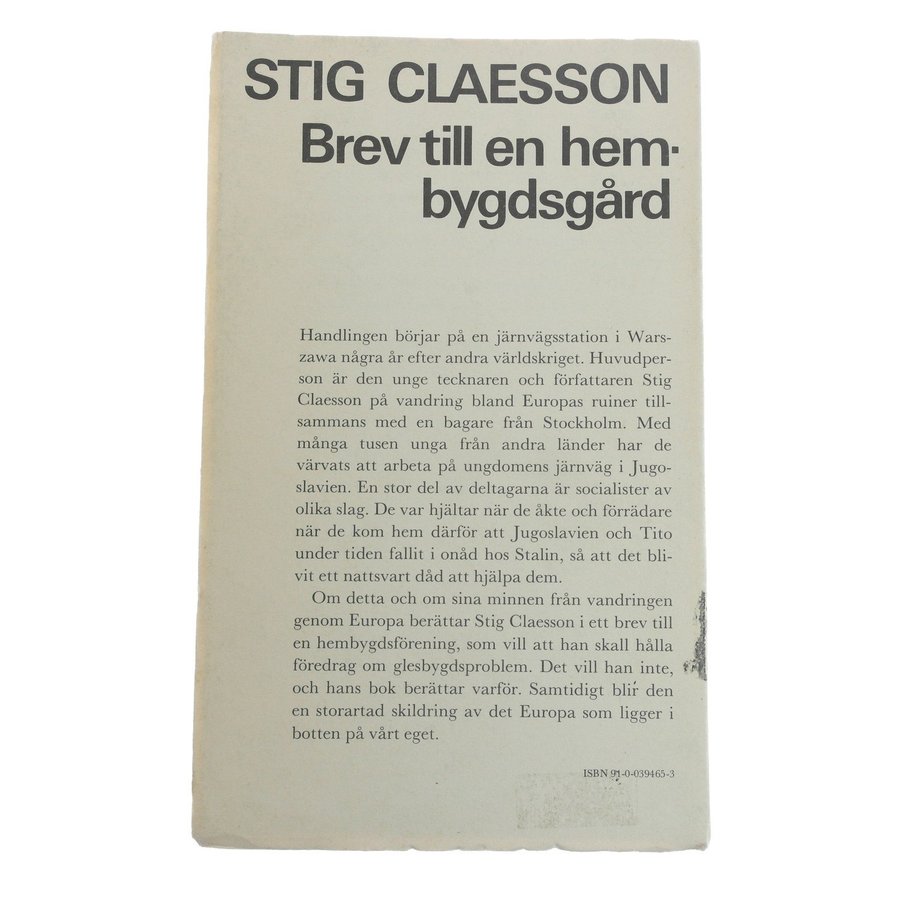 STIG CLAESSON
Brev till en hem-
bygdsgård
Handlingen börjar på en järnvägsstation i Wars-
zawa några år efter andra världskriget. Huvudper-
son är den unge tecknaren och författaren Stig
Claesson på vandring bland Europas ruiner till-
sammans med en bagare från Stockholm. Med
många tusen unga från andra länder har de
värvats att arbeta på ungdomens järnväg i Jugo-
slavien. En stor del av deltagarna är socialister av
olika slag. De var hjältar när de åkte och förrädare
när de kom hem därför att Jugoslavien och Tito
under tiden fallit i onåd hos Stalin, så att det bli-
vit ett nattsvart dåd att hjälpa dem.
Om detta och om sina minnen från vandringen
genom Europa berättar Stig Claesson i ett brev till
en hembygdsförening, som vill att han skall hålla
föredrag om glesbygdsproblem. Det vill han inte,
och hans bok berättar varför. Samtidigt blir den
en storartad skildring av det Europa som ligger i
botten på vårt eget.
ISBN 91-0-039465-3